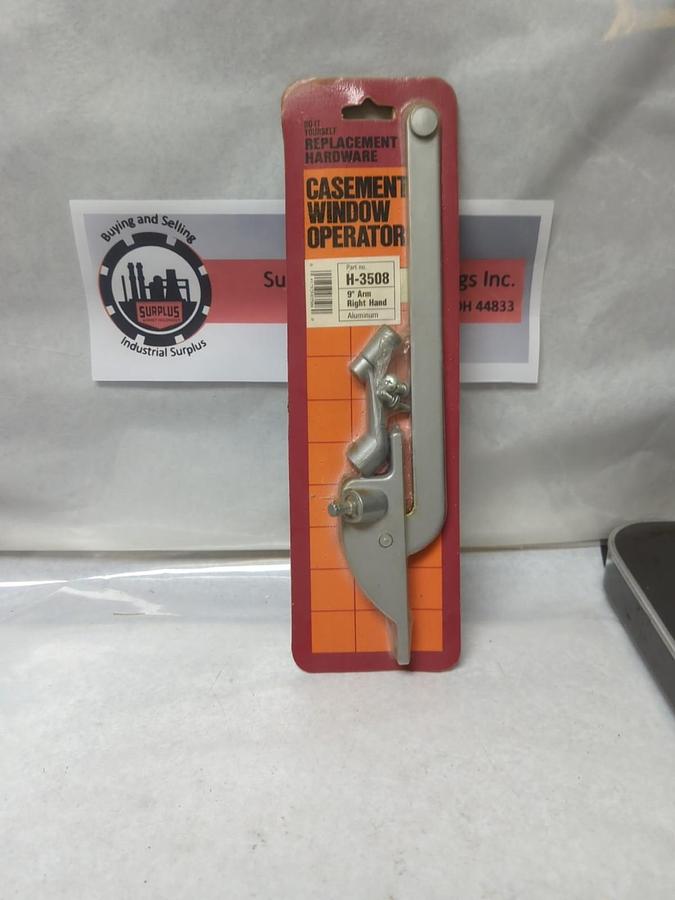 DO-IT
YOURSELF
REPLACEMENT
HARDWARE
CASEMENT
WINDOW
OPERATOR
Part no.
H-3508
9" Arm
Right Hand
Aluminum
Buying and Selling
SURPLUS
Industrial Surplus
Su
gs Inc.
OH 44833